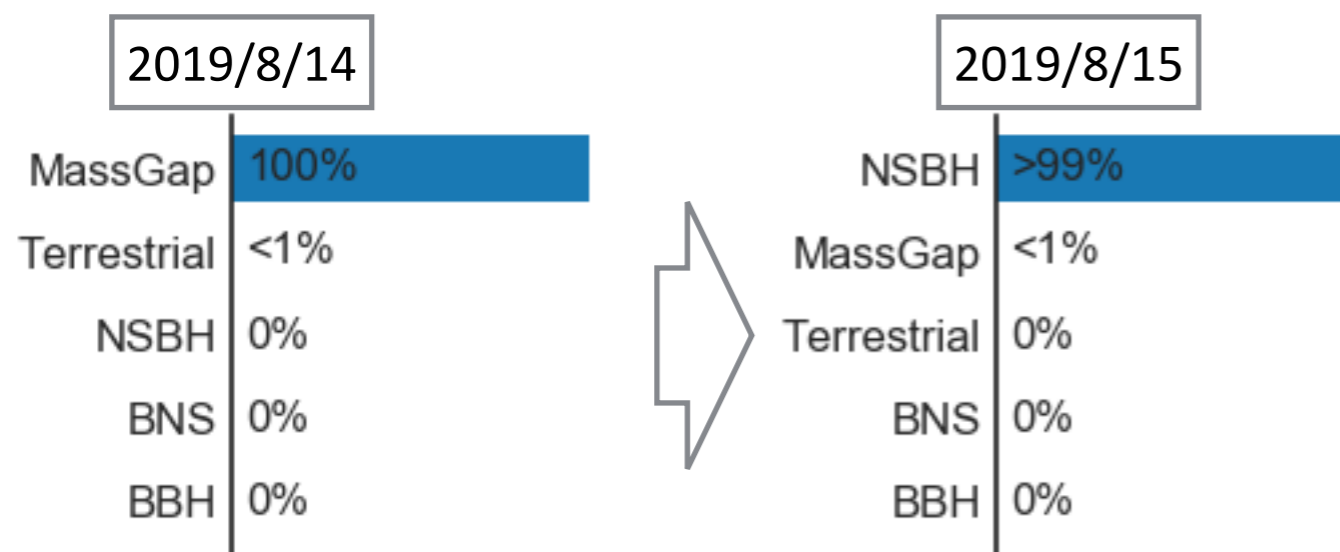 2019/8/14
MassGap 100%
Terrestrial <1%
NSBH 0%
BNS 0%
BBH 0%
2019/8/15
NSBH >99%
MassGap <1%
Terrestrial 0%
BNS 0%
BBH 0%